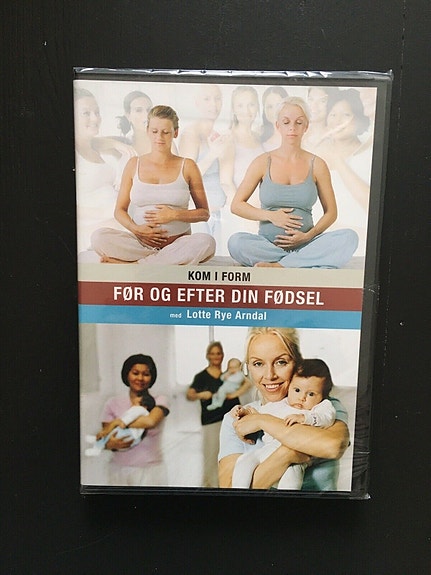 KOM I FORM
FØR OG EFTER DIN FØDSEL
med Lotte Rye Arndal